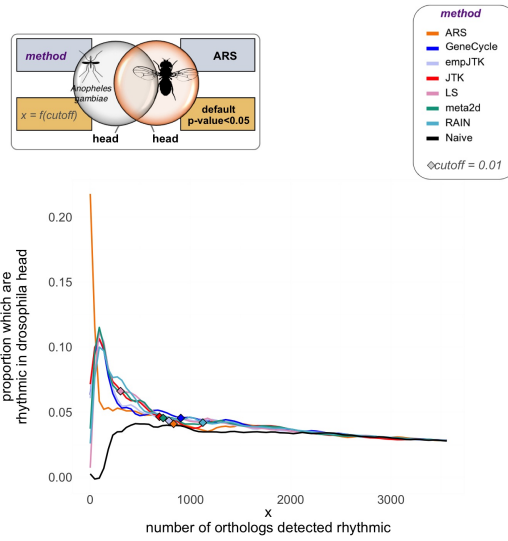 method
ARS
Anopheles
gambiae
x = f(cutoff)
default
p-value<0.05
head
head
method
ARS
GeneCycle
empJTK
JTK
LS
meta2d
RAIN
Naive
cutoff = 0.01
proportion which are
rhythmic in drosophila head
0.20
0.15
0.10
0.05
0.00
0
1000
2000
3000
x
number of orthologs detected rhythmic